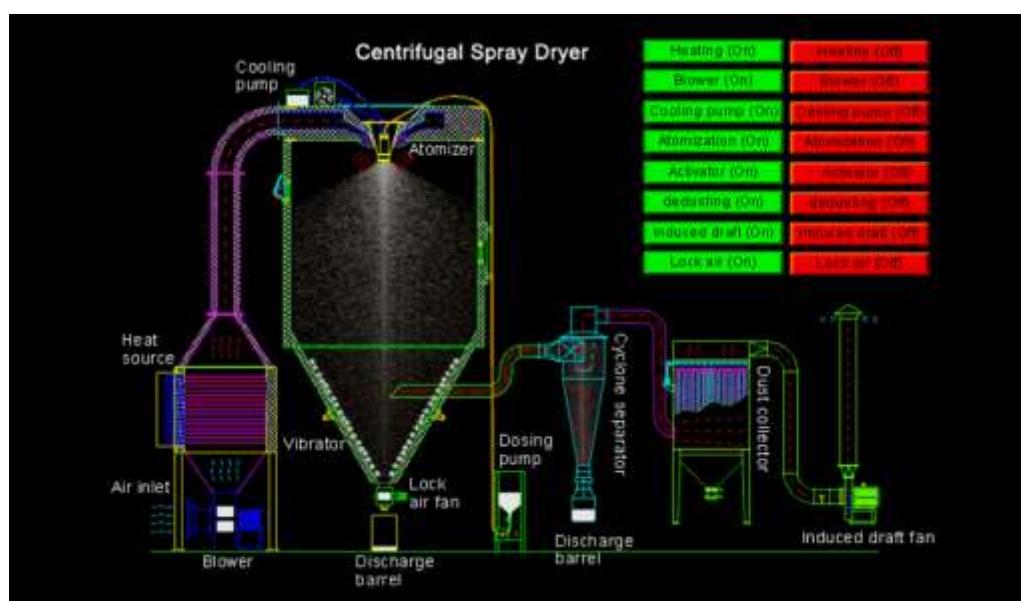 Centrifugal Spray Dryer
Heating (On)
Heating (Off)
Blower (On)
Blower (Off)
Cooling pump (On)
Cooling pump (Off)
Atomization (On)
Atomization (Off)
Activator (On)
Activator (Off)
dedusting (On)
dedusting (Off)
Induced draft (On)
Induced draft (Off)
Lock air (On)
Lock air (Off)
Cooling
pump
Atomizer
Heat
source
Cyclone separator
Dust collector
Vibrator
Dosing
pump
Air inlet
Lock
air fan
Blower
Discharge
barrel
Discharge
barrel
Induced draft fan